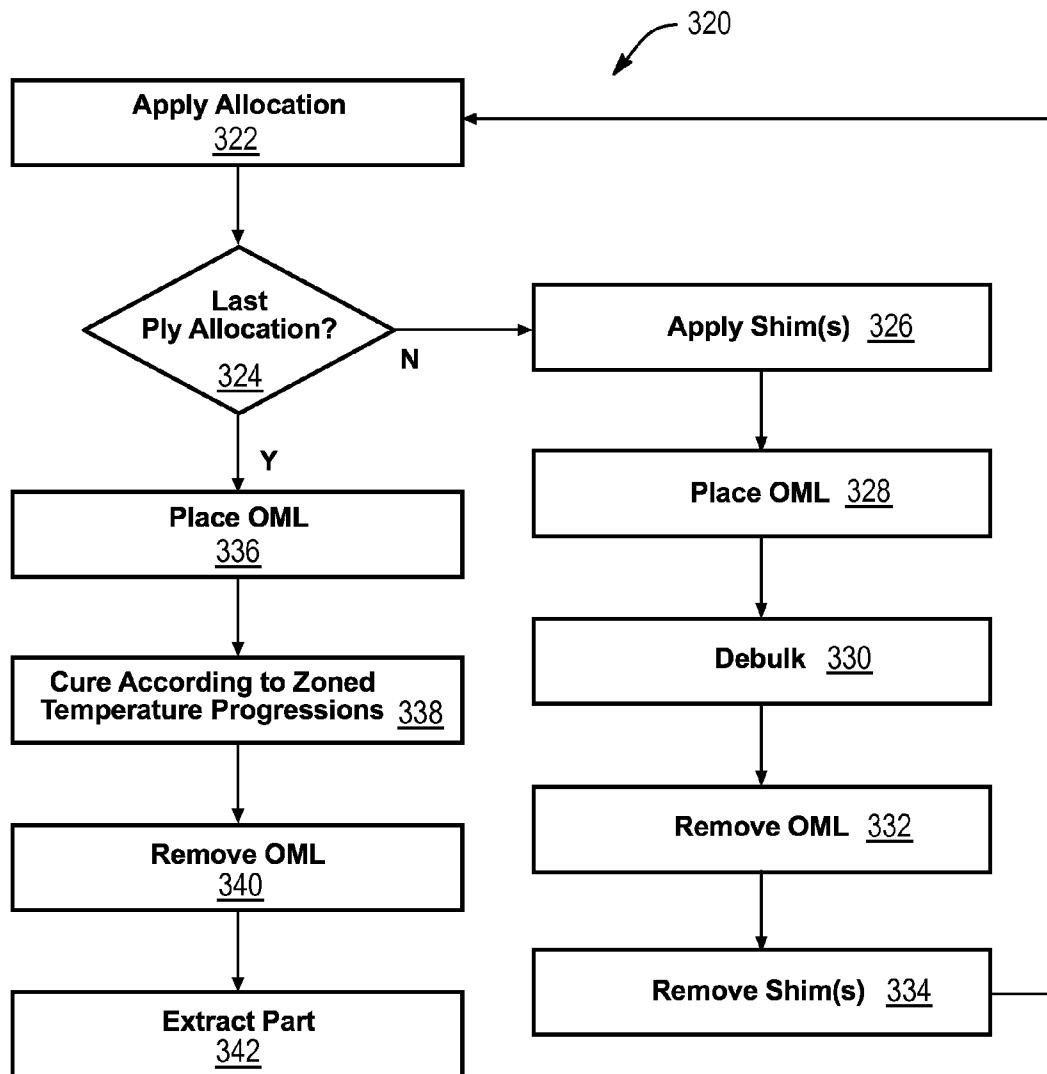 320
Apply Allocation
322
Last
Ply Allocation?
324
N
Y
Apply Shim(s) 326
Place OML 328
Debulk 330
Remove OML 332
Remove Shim(s) 334
Place OML
336
Cure According to Zoned
Temperature Progressions 338
Remove OML
340
Extract Part
342